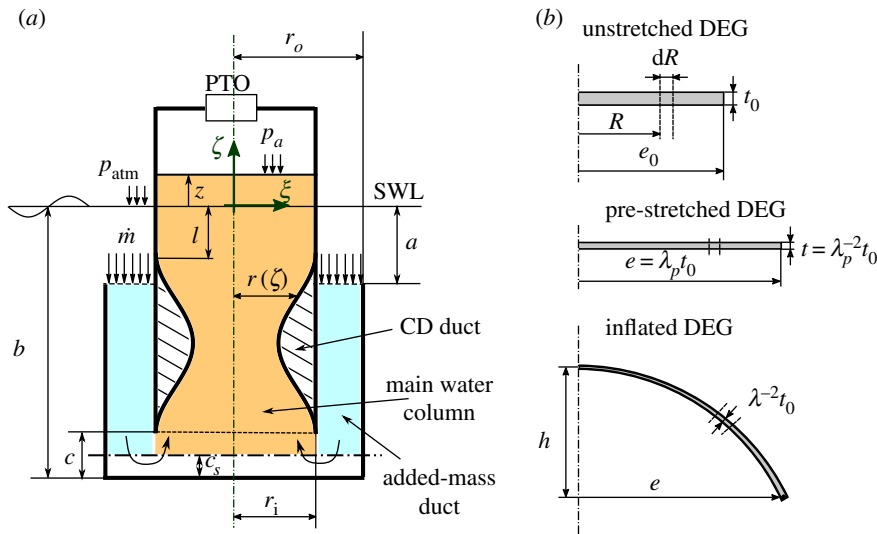 (a)
r_o
PTO
p_a
ζ
p_atm
z
ξ
SWL
ṁ
l
a
r(ζ)
CD duct
b
main water
column
c
c_s
added-mass
duct
r_i
(b)
unstretched DEG
dR
t_0
R
e_0
pre-stretched DEG
e = λ_p t_0
t = λ_p^{-2} t_0
inflated DEG
λ^{-2} t_0
h
e